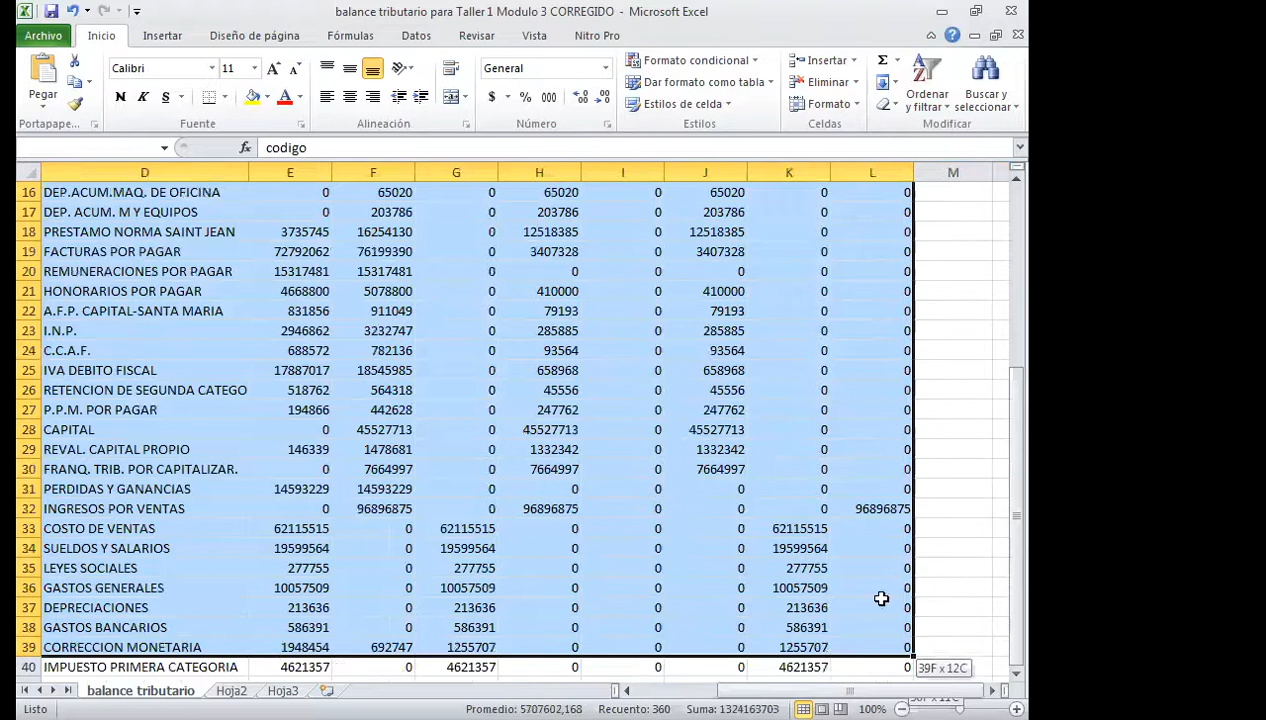 balance tributario para Taller 1 Modulo 3 CORREGIDO - Microsoft Excel
Archivo Inicio Insertar Diseño de página Fórmulas Datos Revisar Vista Nitro Pro
Calibri 11 General Formato condicional Insertar Σ
Pegar Dar formato como tabla Eliminar Ordenar y filtrar Buscar y seleccionar
N K S A $ % 000 Estilos de celda Formato
Portapape... Fuente Alineación Número Estilos Celdas Modificar
fx codigo
D E F G H I J K L M
16 DEP.ACUM.MAQ. DE OFICINA 0 65020 0 65020 0 65020 0 0
17 DEP. ACUM. M Y EQUIPOS 0 203786 0 203786 0 203786 0 0
18 PRESTAMO NORMA SAINT JEAN 3735745 16254130 0 12518385 0 12518385 0 0
19 FACTURAS POR PAGAR 72792062 76199390 0 3407328 0 3407328 0 0
20 REMUNERACIONES POR PAGAR 15317481 15317481 0 0 0 0 0 0
21 HONORARIOS POR PAGAR 4668800 5078800 0 410000 0 410000 0 0
22 A.F.P. CAPITAL-SANTA MARIA 831856 911049 0 79193 0 79193 0 0
23 I.N.P. 2946862 3232747 0 285885 0 285885 0 0
24 C.C.A.F. 688572 782136 0 93564 0 93564 0 0
25 IVA DEBITO FISCAL 17887017 18545985 0 658968 0 658968 0 0
26 RETENCION DE SEGUNDA CATEGO 518762 564318 0 45556 0 45556 0 0
27 P.P.M. POR PAGAR 194866 442628 0 247762 0 247762 0 0
28 CAPITAL 0 45527713 0 45527713 0 45527713 0 0
29 REVAL. CAPITAL PROPIO 146339 1478681 0 1332342 0 1332342 0 0
30 FRANQ. TRIB. POR CAPITALIZAR. 0 7664997 0 7664997 0 7664997 0 0
31 PERDIDAS Y GANANCIAS 14593229 14593229 0 0 0 0 0 0
32 INGRESOS POR VENTAS 0 96896875 0 96896875 0 0 0 96896875
33 COSTO DE VENTAS 62115515 0 62115515 0 0 0 62115515 0
34 SUELDOS Y SALARIOS 19599564 0 19599564 0 0 0 19599564 0
35 LEYES SOCIALES 277755 0 277755 0 0 0 277755 0
36 GASTOS GENERALES 10057509 0 10057509 0 0 0 10057509 0
37 DEPRECIACIONES 213636 0 213636 0 0 0 213636 0
38 GASTOS BANCARIOS 586391 0 586391 0 0 0 586391 0
39 CORRECCION MONETARIA 1948454 692747 1255707 0 0 0 1255707 0
40 IMPUESTO PRIMERA CATEGORIA 4621357 0 4621357 0 0 0 4621357 0
39F x 12C
balance tributario Hoja2 Hoja3
Listo Promedio: 5707602,168 Recuento: 360 Suma: 1324163703 100%